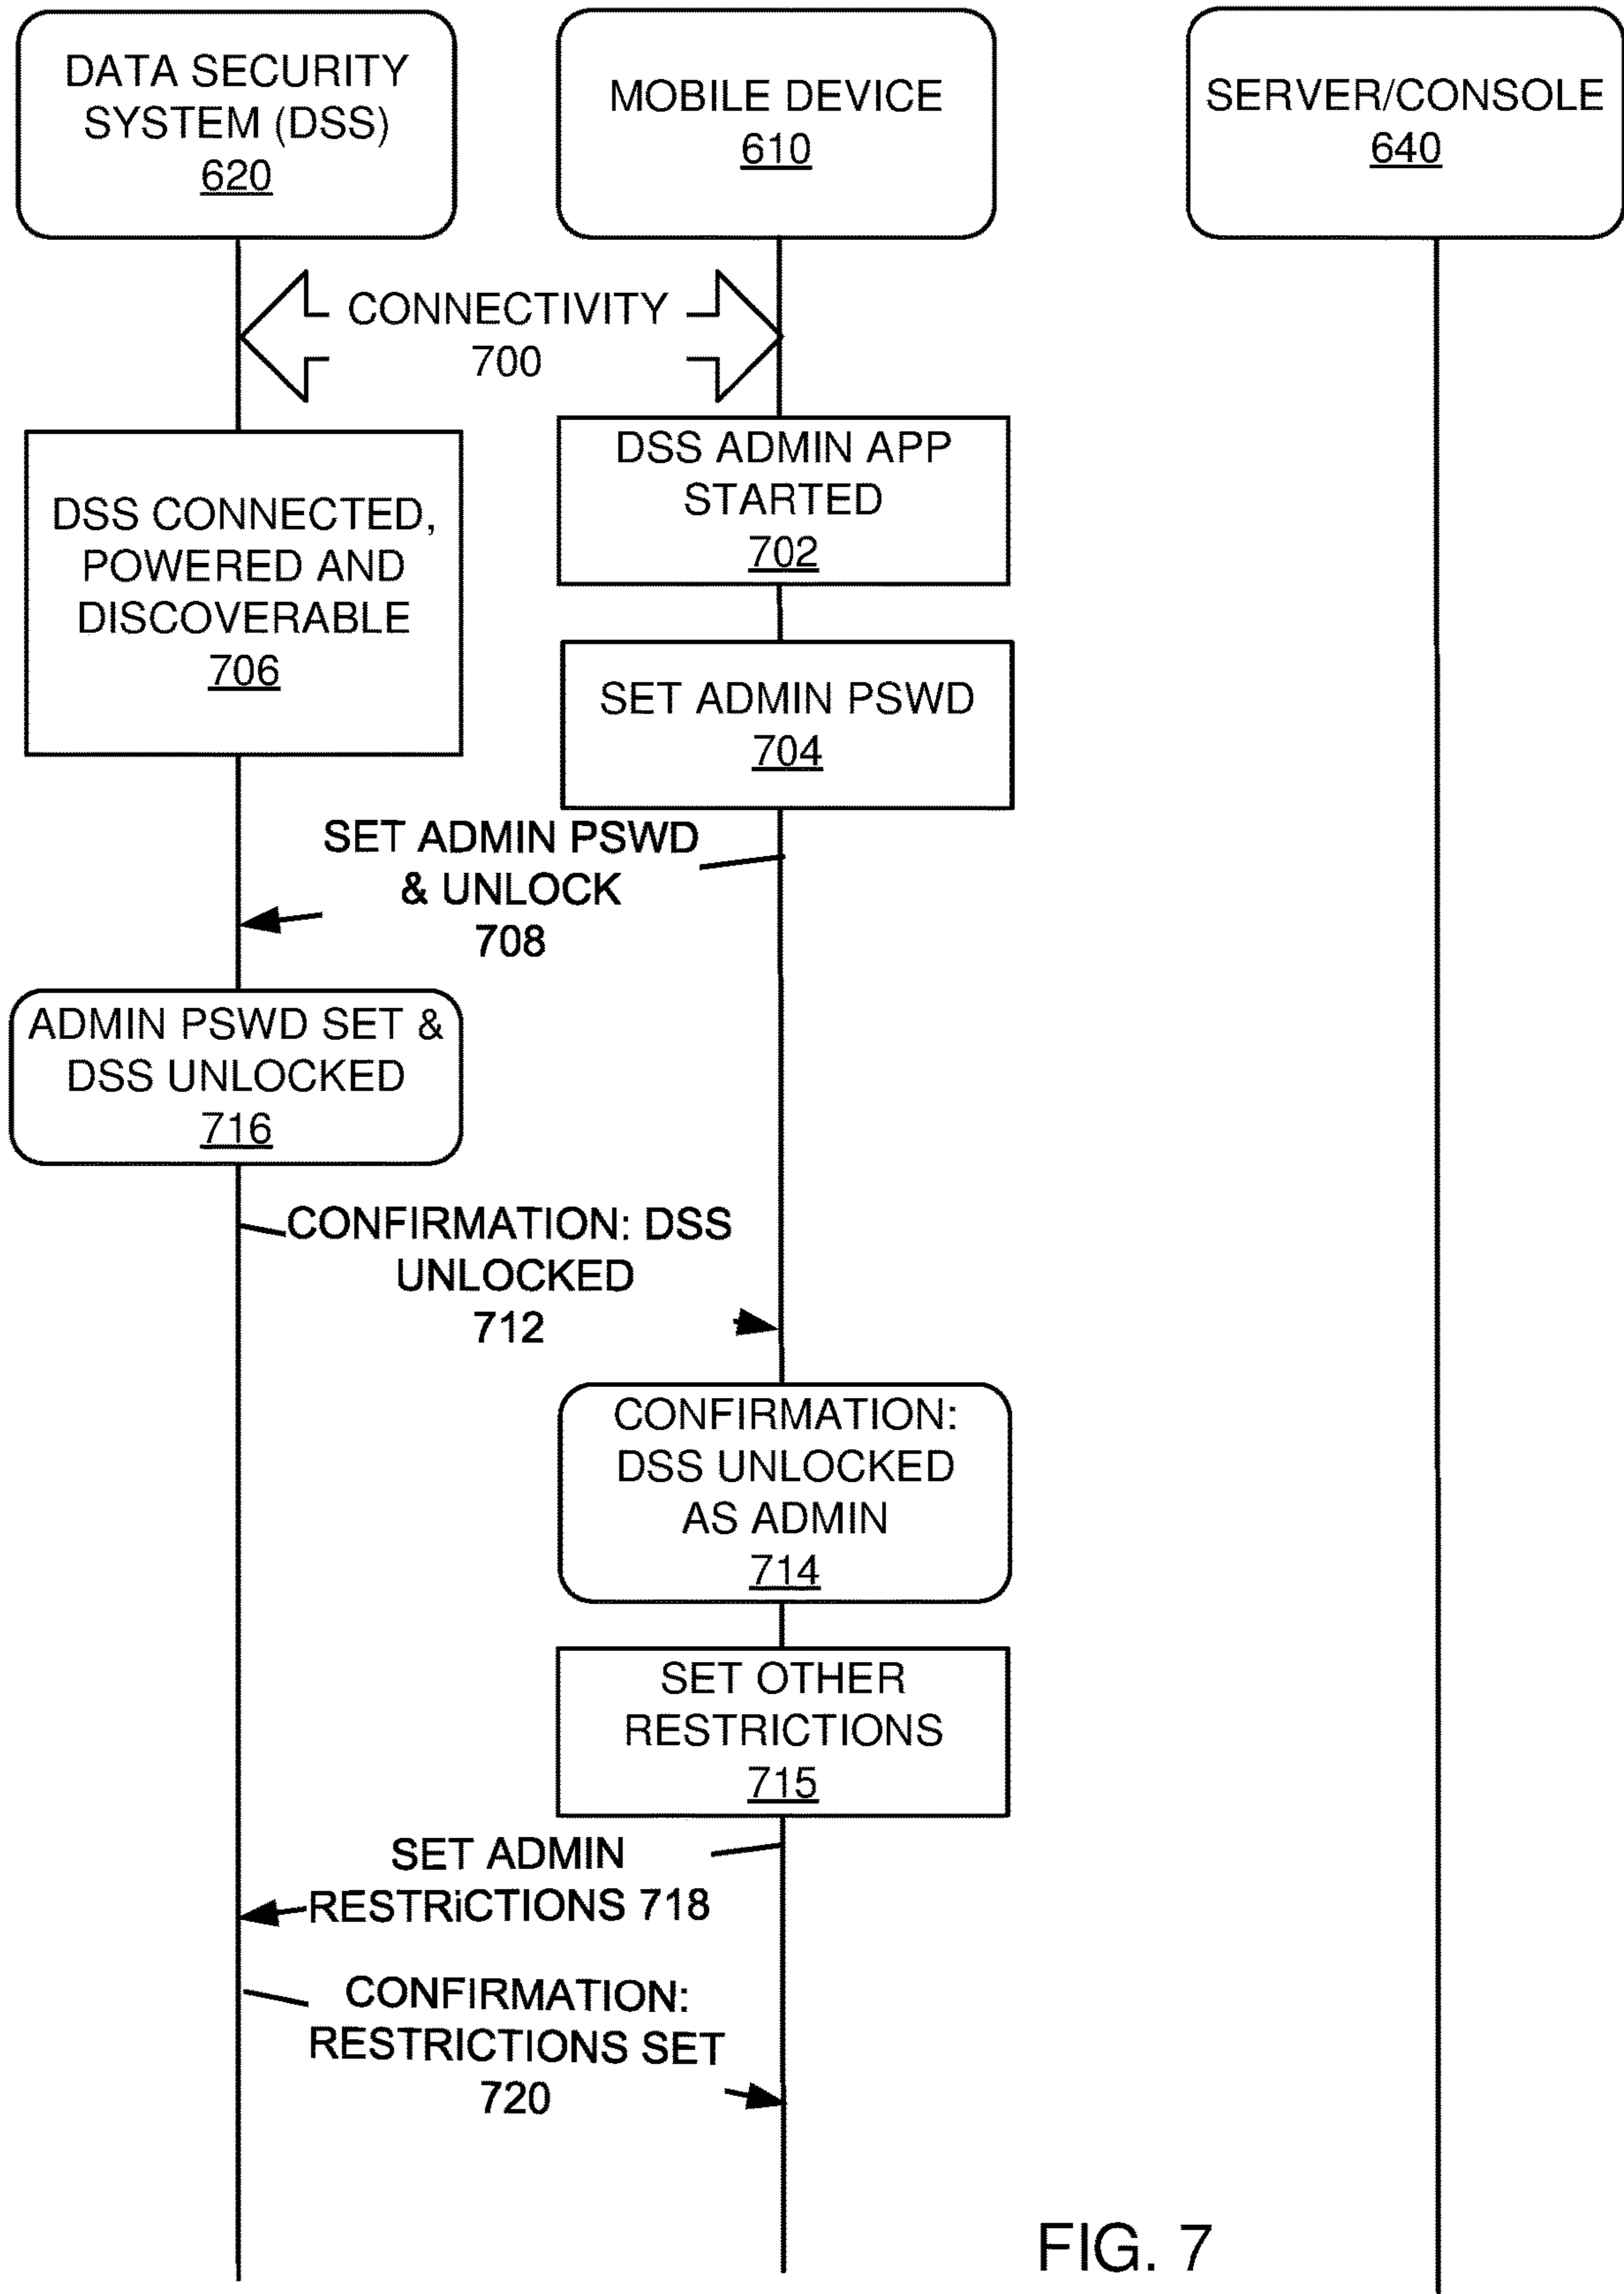 DATA SECURITY
SYSTEM (DSS)
620
MOBILE DEVICE
610
SERVER/CONSOLE
640
CONNECTIVITY
700
DSS CONNECTED,
POWERED AND
DISCOVERABLE
706
DSS ADMIN APP
STARTED
702
SET ADMIN PSWD
704
SET ADMIN PSWD
& UNLOCK
708
ADMIN PSWD SET &
DSS UNLOCKED
716
CONFIRMATION: DSS
UNLOCKED
712
CONFIRMATION:
DSS UNLOCKED
AS ADMIN
714
SET OTHER
RESTRICTIONS
715
SET ADMIN
RESTRiCTIONS 718
CONFIRMATION:
RESTRICTIONS SET
720
FIG. 7